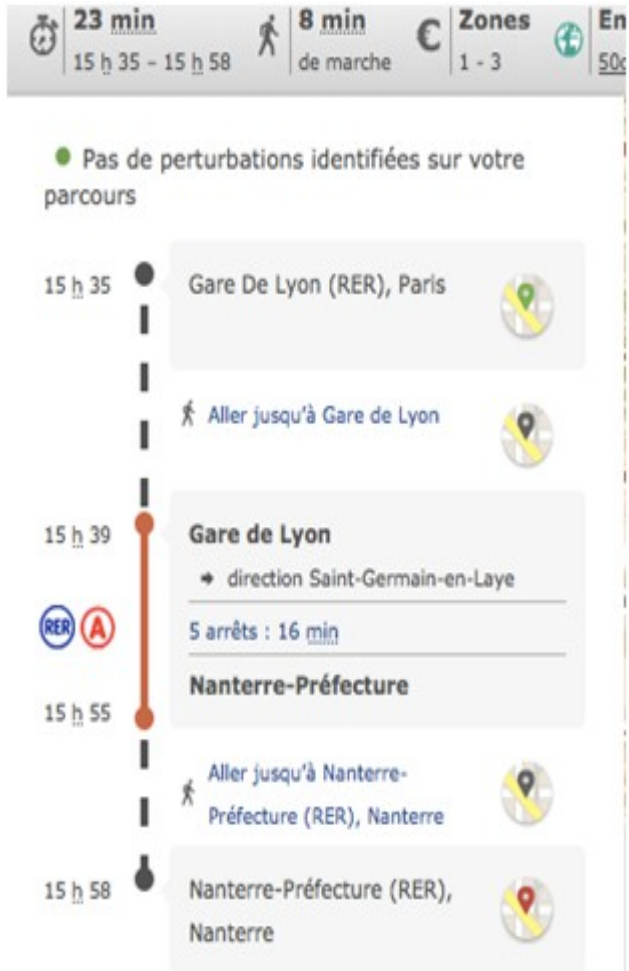 23 min
15 h 35 - 15 h 58
8 min
de marche
€
Zones
1 - 3
En
50c
Pas de perturbations identifiées sur votre
parcours
15 h 35
Gare De Lyon (RER), Paris
Aller jusqu'à Gare de Lyon
15 h 39
Gare de Lyon
direction Saint-Germain-en-Laye
RER A
5 arrêts : 16 min
Nanterre-Préfecture
15 h 55
Aller jusqu'à Nanterre-
Préfecture (RER), Nanterre
15 h 58
Nanterre-Préfecture (RER),
Nanterre